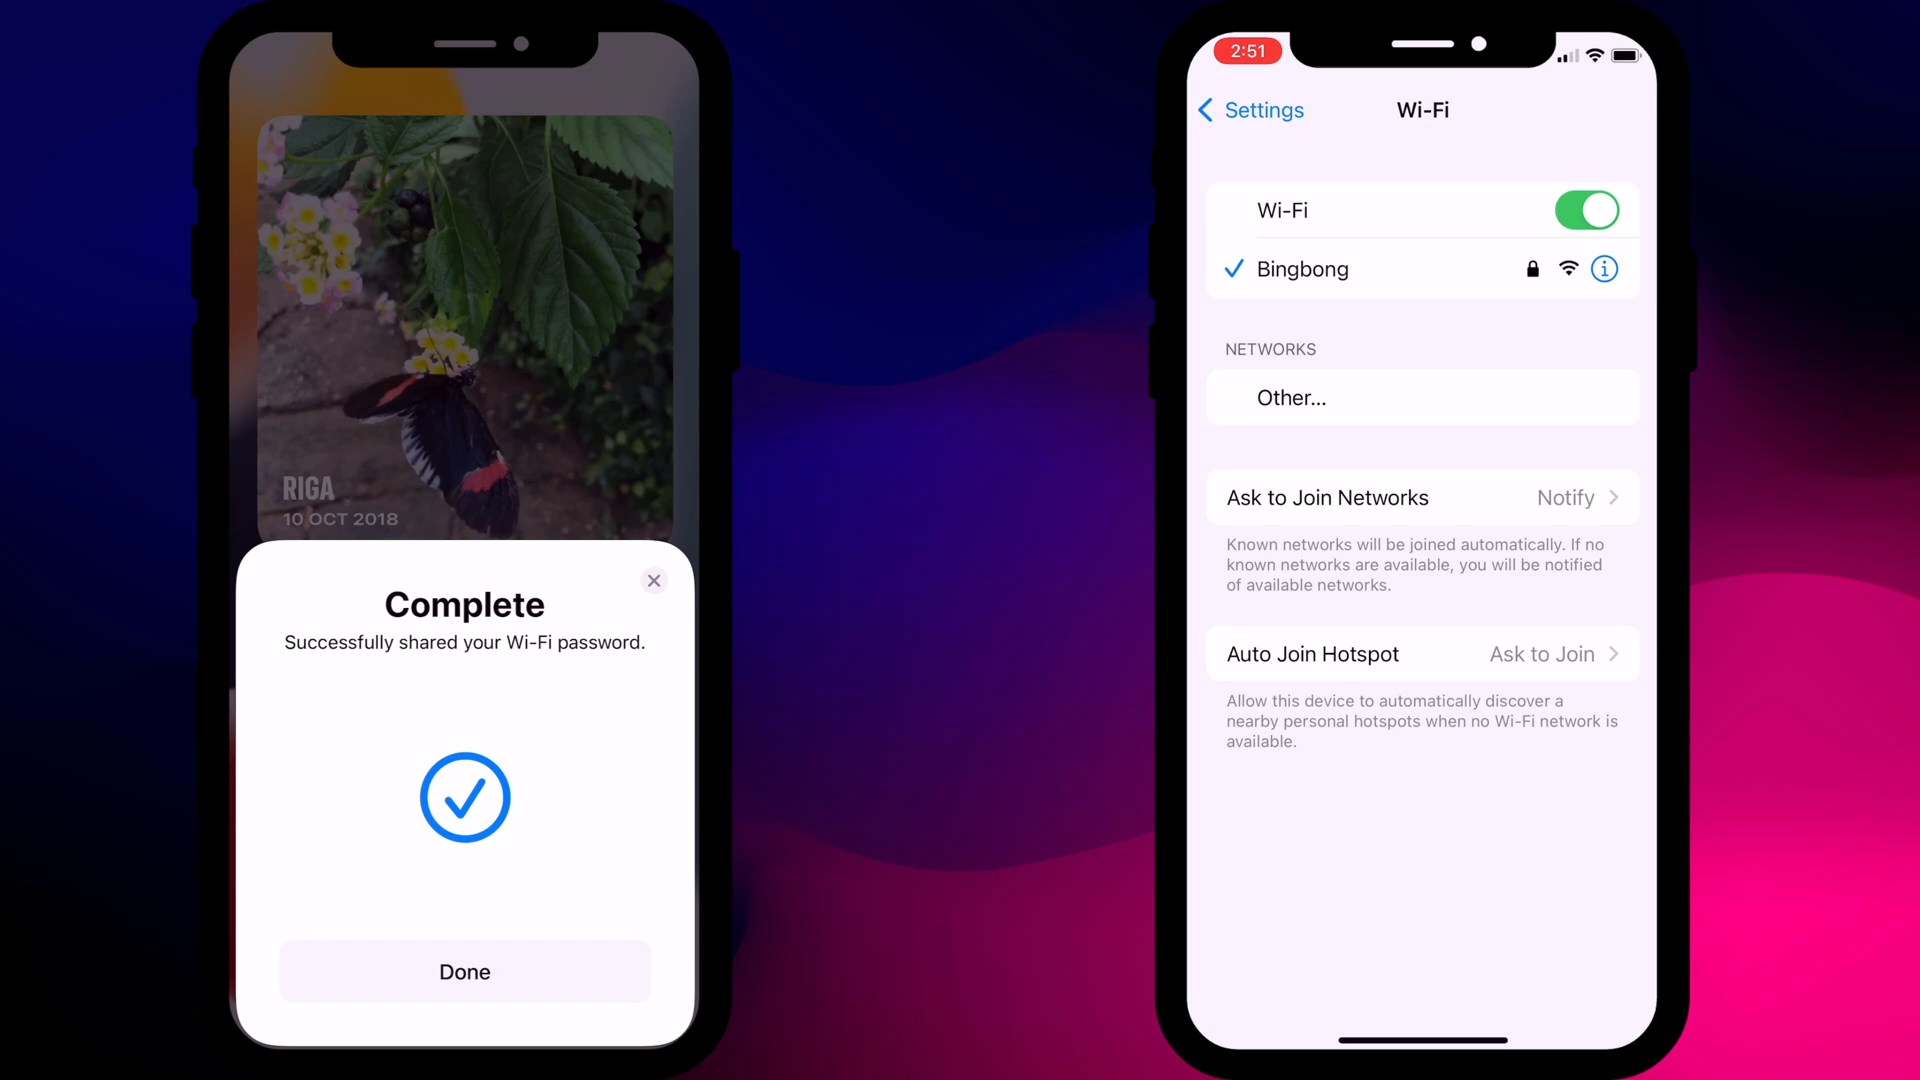 RIGA
10 OCT 2018
Complete
Successfully shared your Wi-Fi password.
Done
2:51
Settings
Wi-Fi
Wi-Fi
Bingbong
NETWORKS
Other...
Ask to Join Networks Notify
Known networks will be joined automatically. If no
known networks are available, you will be notified
of available networks.
Auto Join Hotspot Ask to Join
Allow this device to automatically discover a
nearby personal hotspots when no Wi-Fi network is
available.